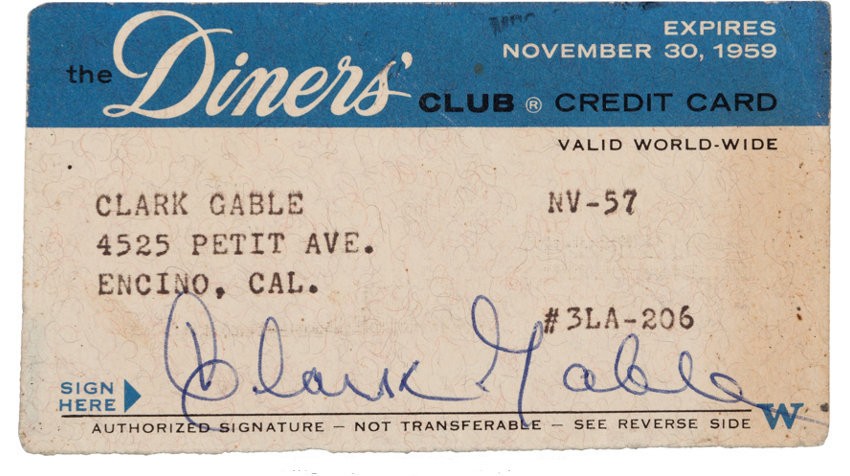 EXPIRES
NOVEMBER 30, 1959
the Diners' CLUB ® CREDIT CARD
VALID WORLD-WIDE
CLARK GABLE NV-57
4525 PETIT AVE.
ENCINO, CAL.
#3LA-206
Clark Gable
SIGN
HERE
W
AUTHORIZED SIGNATURE — NOT TRANSFERABLE — SEE REVERSE SIDE